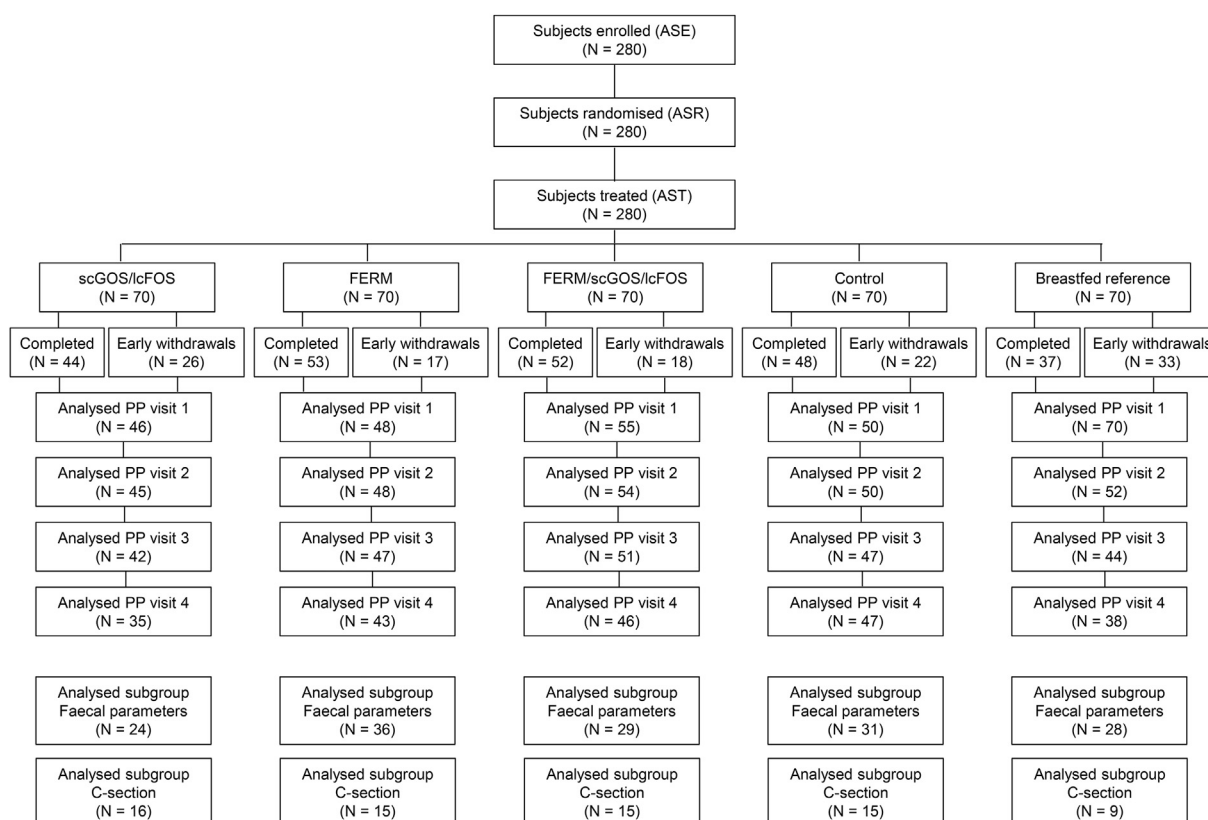 Subjects enrolled (ASE)
(N = 280)
Subjects randomised (ASR)
(N = 280)
Subjects treated (AST)
(N = 280)
scGOS/lcFOS
(N = 70)
FERM
(N = 70)
FERM/scGOS/lcFOS
(N = 70)
Control
(N = 70)
Breastfed reference
(N = 70)
Completed
(N = 44)
Early withdrawals
(N = 26)
Completed
(N = 53)
Early withdrawals
(N = 17)
Completed
(N = 52)
Early withdrawals
(N = 18)
Completed
(N = 48)
Early withdrawals
(N = 22)
Completed
(N = 37)
Early withdrawals
(N = 33)
Analysed PP visit 1
(N = 46)
Analysed PP visit 1
(N = 48)
Analysed PP visit 1
(N = 55)
Analysed PP visit 1
(N = 50)
Analysed PP visit 1
(N = 70)
Analysed PP visit 2
(N = 45)
Analysed PP visit 2
(N = 48)
Analysed PP visit 2
(N = 54)
Analysed PP visit 2
(N = 50)
Analysed PP visit 2
(N = 52)
Analysed PP visit 3
(N = 42)
Analysed PP visit 3
(N = 47)
Analysed PP visit 3
(N = 51)
Analysed PP visit 3
(N = 47)
Analysed PP visit 3
(N = 44)
Analysed PP visit 4
(N = 35)
Analysed PP visit 4
(N = 43)
Analysed PP visit 4
(N = 46)
Analysed PP visit 4
(N = 47)
Analysed PP visit 4
(N = 38)
Analysed subgroup
Faecal parameters
(N = 24)
Analysed subgroup
Faecal parameters
(N = 36)
Analysed subgroup
Faecal parameters
(N = 29)
Analysed subgroup
Faecal parameters
(N = 31)
Analysed subgroup
Faecal parameters
(N = 28)
Analysed subgroup
C-section
(N = 16)
Analysed subgroup
C-section
(N = 15)
Analysed subgroup
C-section
(N = 15)
Analysed subgroup
C-section
(N = 15)
Analysed subgroup
C-section
(N = 9)